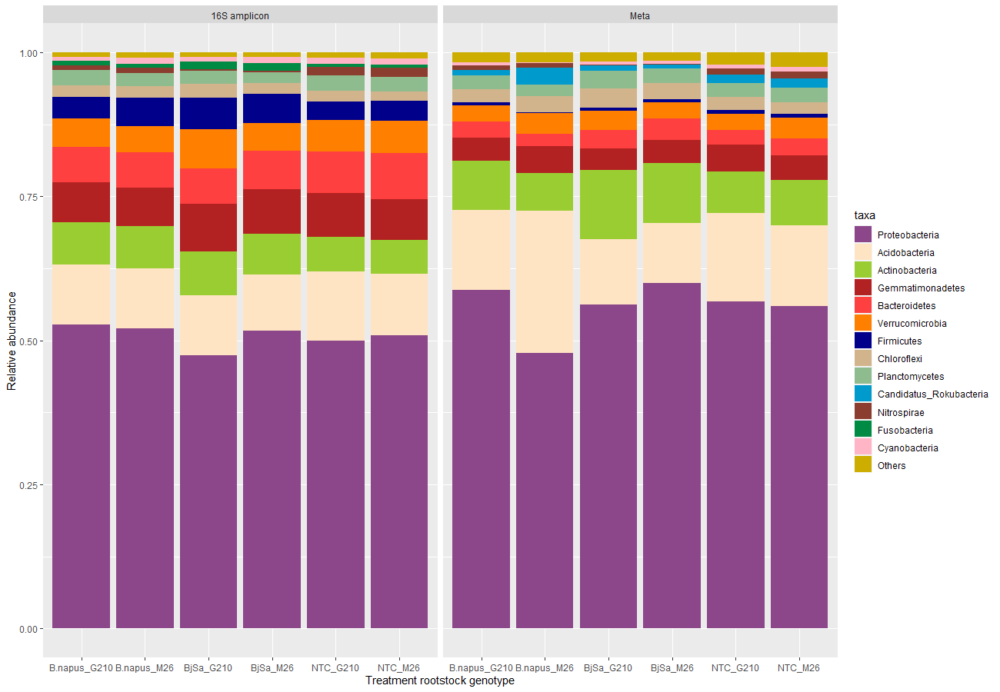 16S amplicon
Meta
Relative abundance
1.00
0.75
0.50
0.25
0.00
B.napus_G210 B.napus_M26 BjSa_G210 BjSa_M26 NTC_G210 NTC_M26
B.napus_G210 B.napus_M26 BjSa_G210 BjSa_M26 NTC_G210 NTC_M26
Treatment rootstock genotype
taxa
Proteobacteria
Acidobacteria
Actinobacteria
Gemmatimonadetes
Bacteroidetes
Verrucomicrobia
Firmicutes
Chloroflexi
Planctomycetes
Candidatus_Rokubacteria
Nitrospirae
Fusobacteria
Cyanobacteria
Others